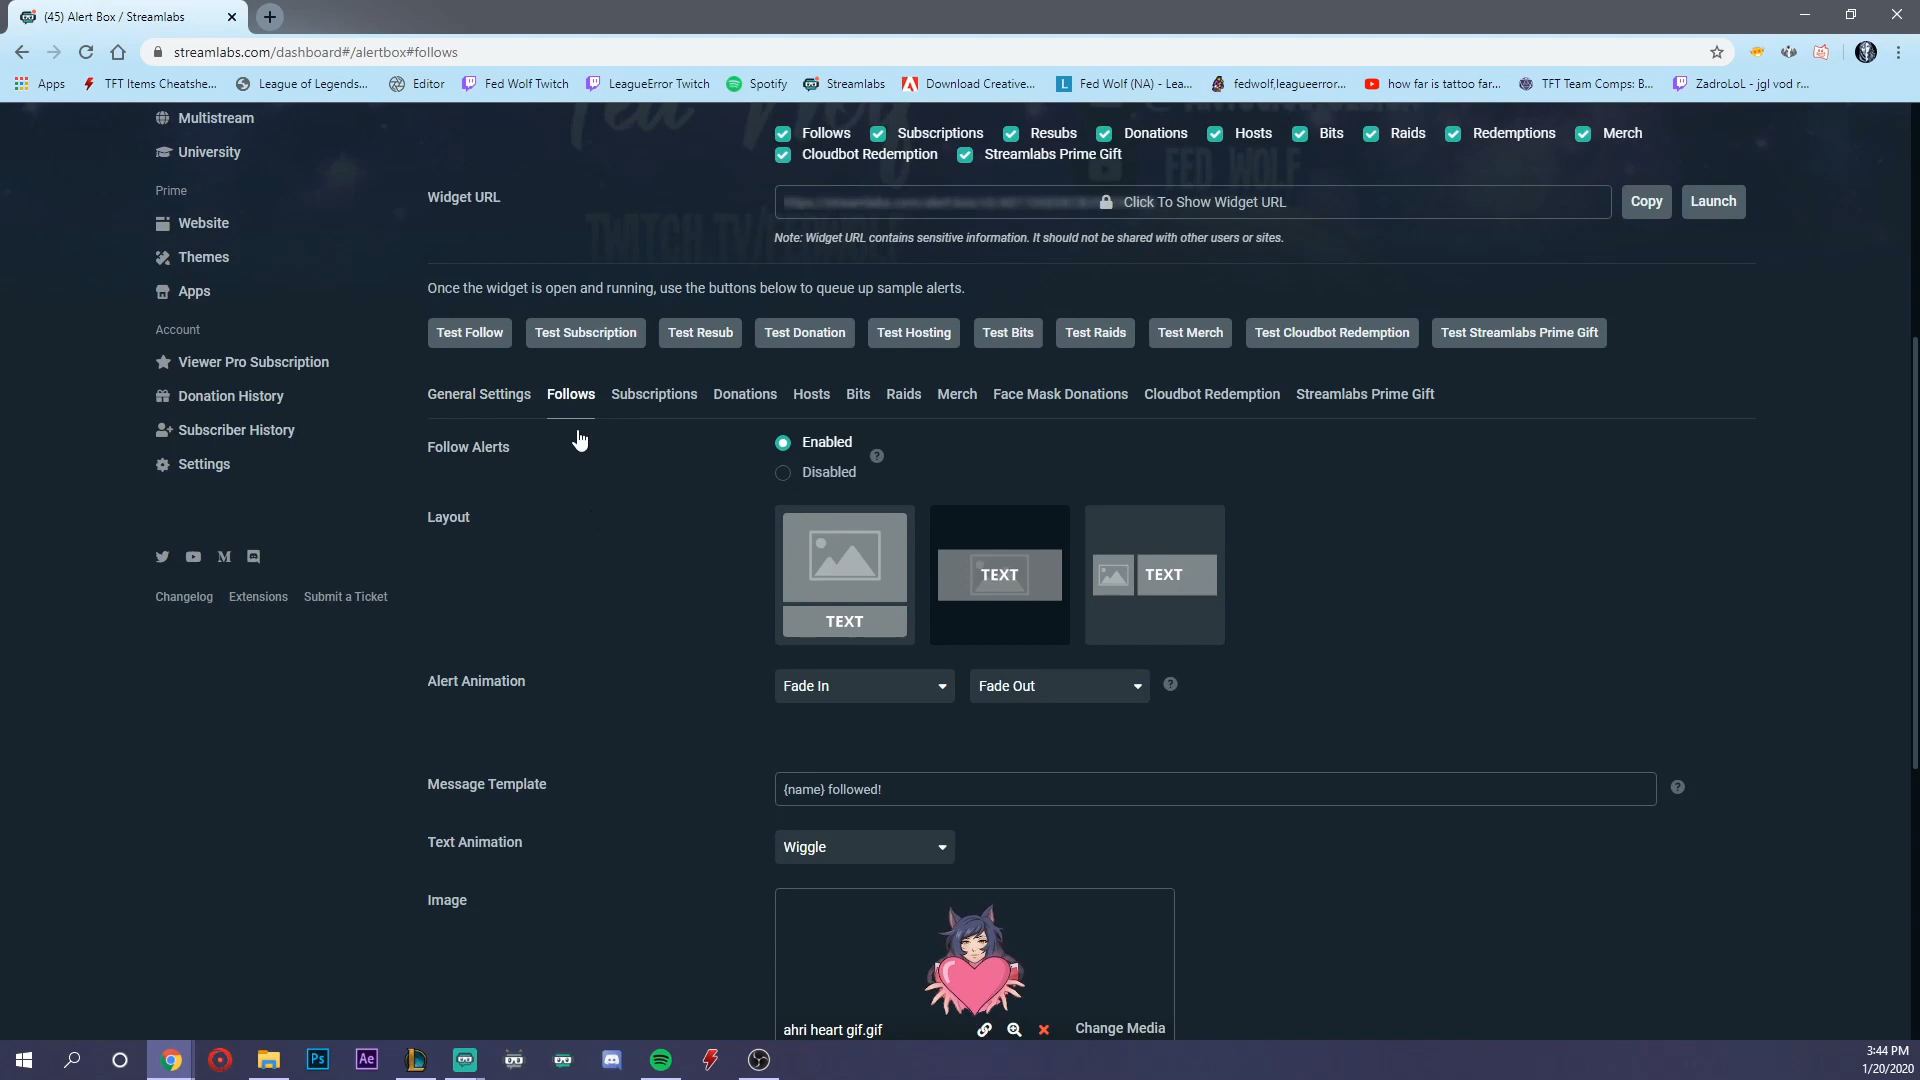 (45) Alert Box / Streamlabs
streamlabs.com/dashboard#/alertbox#follows
Apps
TFT Items Cheatshe...
League of Legends...
Editor
Fed Wolf Twitch
LeagueError Twitch
Spotify
Streamlabs
Download Creative...
Fed Wolf (NA) - Lea...
fedwolf,leagueerror...
how far is tattoo far...
TFT Team Comps: B...
ZadroLoL - jgl vod r...
Multistream
University
Prime
Website
Themes
Apps
Account
Viewer Pro Subscription
Donation History
Subscriber History
Settings
Changelog Extensions Submit a Ticket
Follows Subscriptions Resubs Donations Hosts Bits Raids Redemptions Merch
Cloudbot Redemption Streamlabs Prime Gift
FED WOLF
Widget URL
Click To Show Widget URL
Copy
Launch
Note: Widget URL contains sensitive information. It should not be shared with other users or sites.
Once the widget is open and running, use the buttons below to queue up sample alerts.
Test Follow Test Subscription Test Resub Test Donation Test Hosting Test Bits Test Raids Test Merch Test Cloudbot Redemption Test Streamlabs Prime Gift
General Settings Follows Subscriptions Donations Hosts Bits Raids Merch Face Mask Donations Cloudbot Redemption Streamlabs Prime Gift
Follow Alerts
Enabled
Disabled
Layout
TEXT
TEXT
TEXT
Alert Animation
Fade In
Fade Out
Message Template
{name} followed!
Text Animation
Wiggle
Image
ahri heart gif.gif
Change Media
Ps
Ae
3:44 PM
1/20/2020